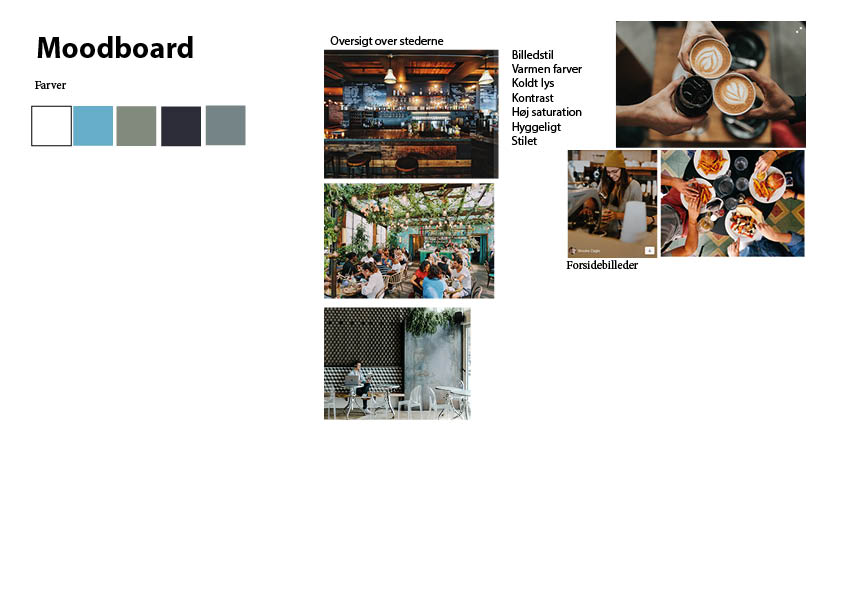 Moodboard
Farver
Oversigt over stederne
Billedstil
Varmen farver
Koldt lys
Kontrast
Høj saturation
Hyggeligt
Stilet
Forsidebilleder